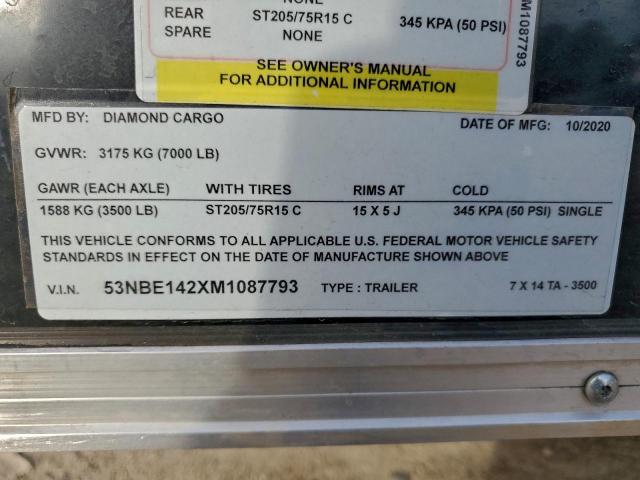 NONE
REAR ST205/75R15 C 345 KPA (50 PSI)
SPARE NONE
M1087793
SEE OWNER'S MANUAL
FOR ADDITIONAL INFORMATION
MFD BY: DIAMOND CARGO DATE OF MFG: 10/2020
GVWR: 3175 KG (7000 LB)
GAWR (EACH AXLE) WITH TIRES RIMS AT COLD
1588 KG (3500 LB) ST205/75R15 C 15 X 5 J 345 KPA (50 PSI) SINGLE
THIS VEHICLE CONFORMS TO ALL APPLICABLE U.S. FEDERAL MOTOR VEHICLE SAFETY
STANDARDS IN EFFECT ON THE DATE OF MANUFACTURE SHOWN ABOVE
V.I.N. 53NBE142XM1087793 TYPE : TRAILER 7 X 14 TA - 3500